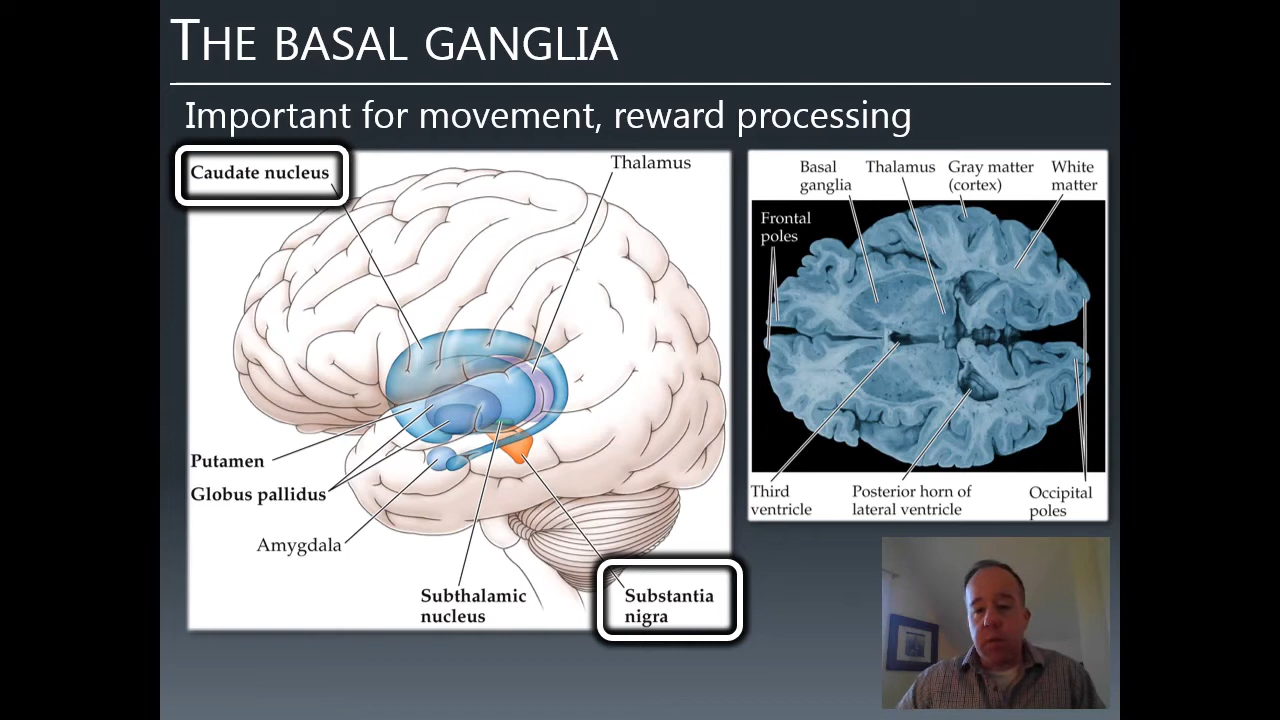 THE BASAL GANGLIA
Important for movement, reward processing
Caudate nucleus
Thalamus
Putamen
Globus pallidus
Amygdala
Subthalamic
nucleus
Substantia
nigra
Basal
ganglia
Thalamus
Gray matter
(cortex)
White
matter
Frontal
poles
Third
ventricle
Posterior horn of
lateral ventricle
Occipital
poles